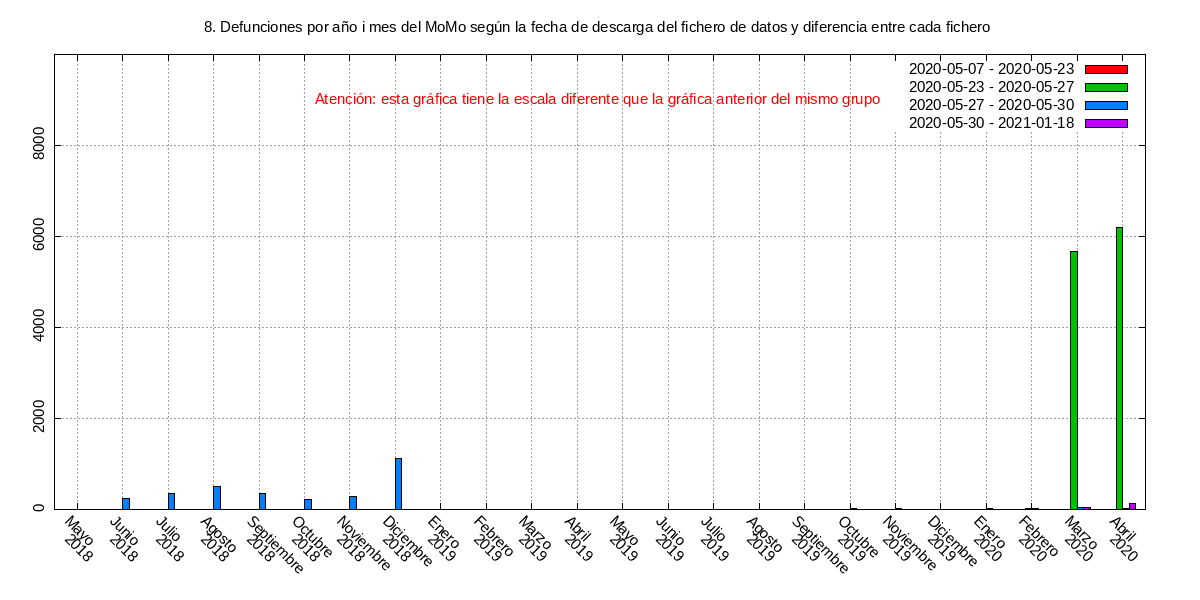 8. Defunciones por año i mes del MoMo según la fecha de descarga del fichero de datos y diferencia entre cada fichero
2020-05-07 - 2020-05-23
2020-05-23 - 2020-05-27
2020-05-27 - 2020-05-30
2020-05-30 - 2021-01-18
Atención: esta gráfica tiene la escala diferente que la gráfica anterior del mismo grupo
8000
6000
4000
2000
0
Mayo
2018
Junio
2018
Julio
2018
Agosto
2018
Septiembre
2018
Octubre
2018
Noviembre
2018
Diciembre
2018
Enero
2019
Febrero
2019
Marzo
2019
Abril
2019
Mayo
2019
Junio
2019
Julio
2019
Agosto
2019
Septiembre
2019
Octubre
2019
Noviembre
2019
Diciembre
2019
Enero
2020
Febrero
2020
Marzo
2020
Abril
2020